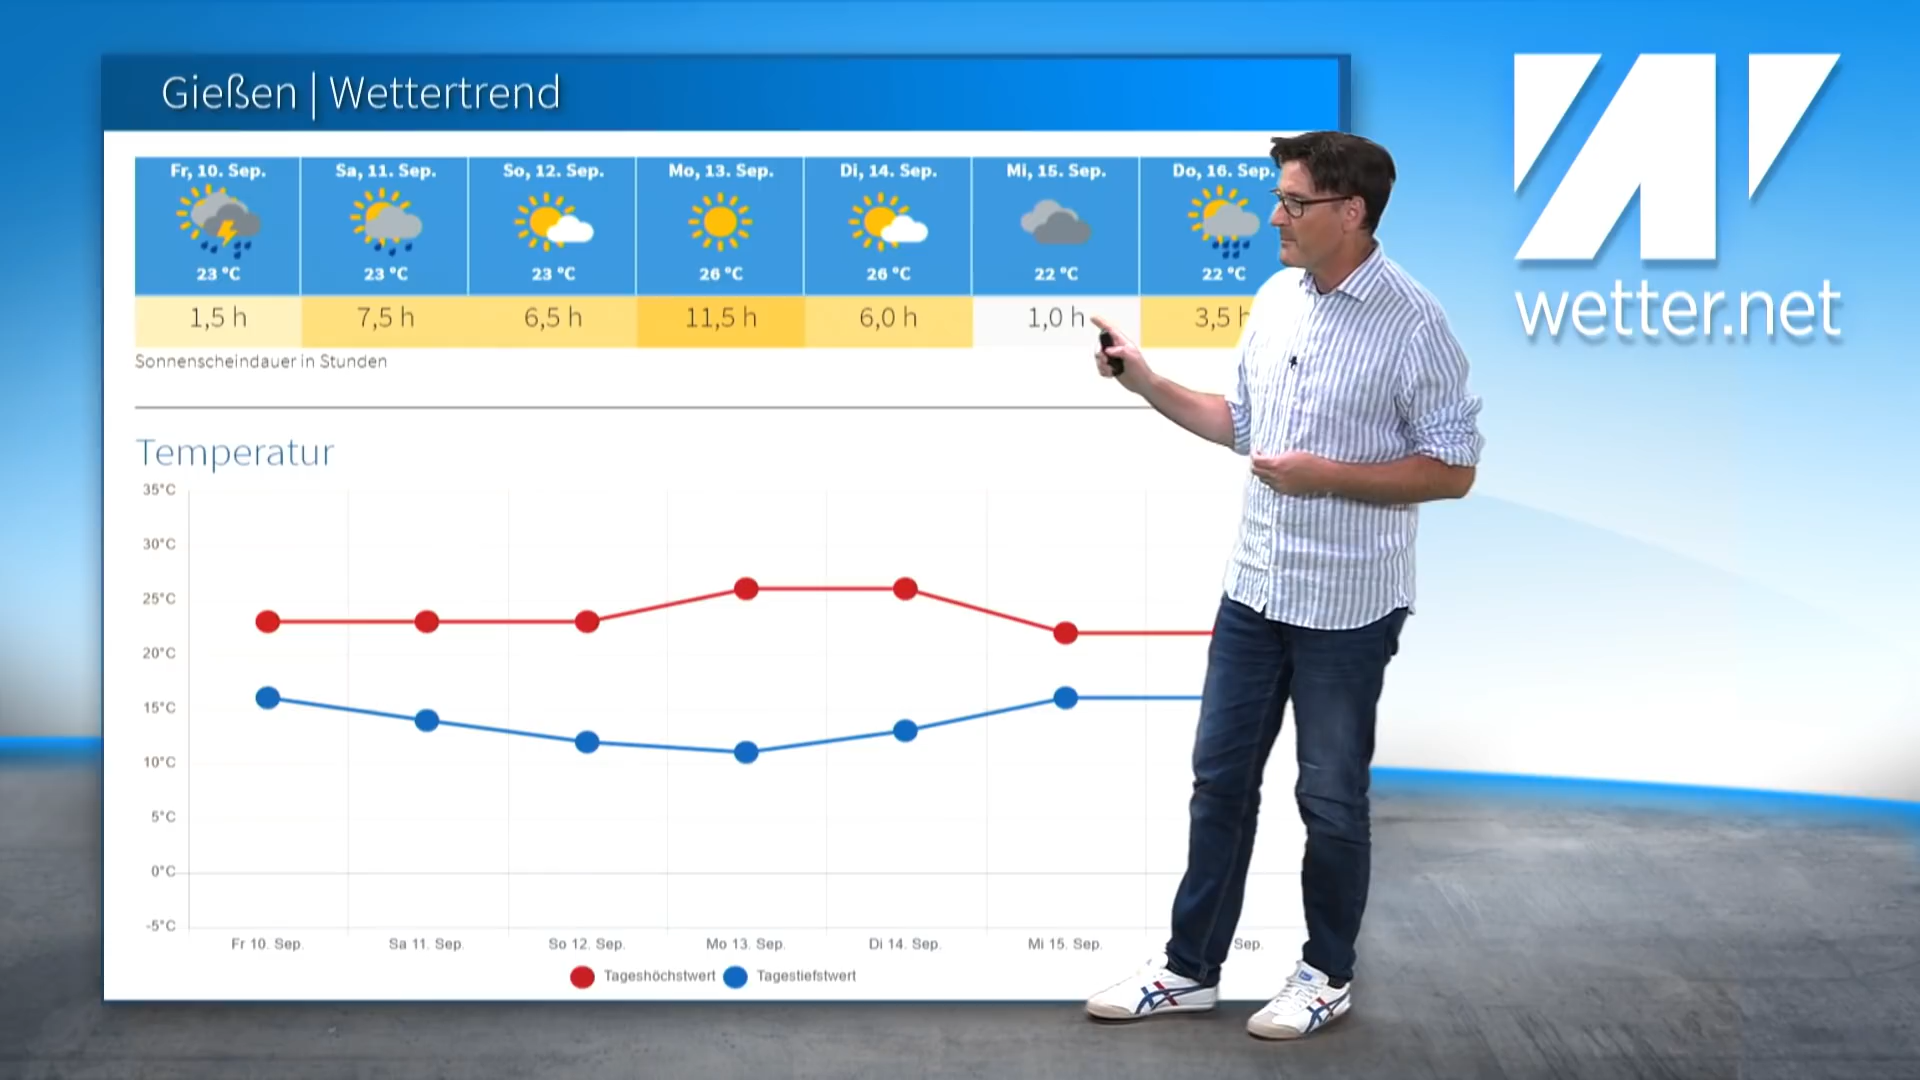 Gießen | Wettertrend
wetter.net
Fr, 10. Sep. Sa, 11. Sep. So, 12. Sep. Mo, 13. Sep. Di, 14. Sep. Mi, 15. Sep. Do, 16. Sep.
23 °C 23 °C 23 °C 26 °C 26 °C 22 °C 22 °C
1,5 h 7,5 h 6,5 h 11,5 h 6,0 h 1,0 h 3,5 h
Sonnenscheindauer in Stunden
Temperatur
35°C
30°C
25°C
20°C
15°C
10°C
5°C
0°C
-5°C
Fr 10. Sep. Sa 11. Sep. So 12. Sep. Mo 13. Sep. Di 14. Sep. Mi 15. Sep. Sep.
Tageshöchstwert Tagestiefstwert